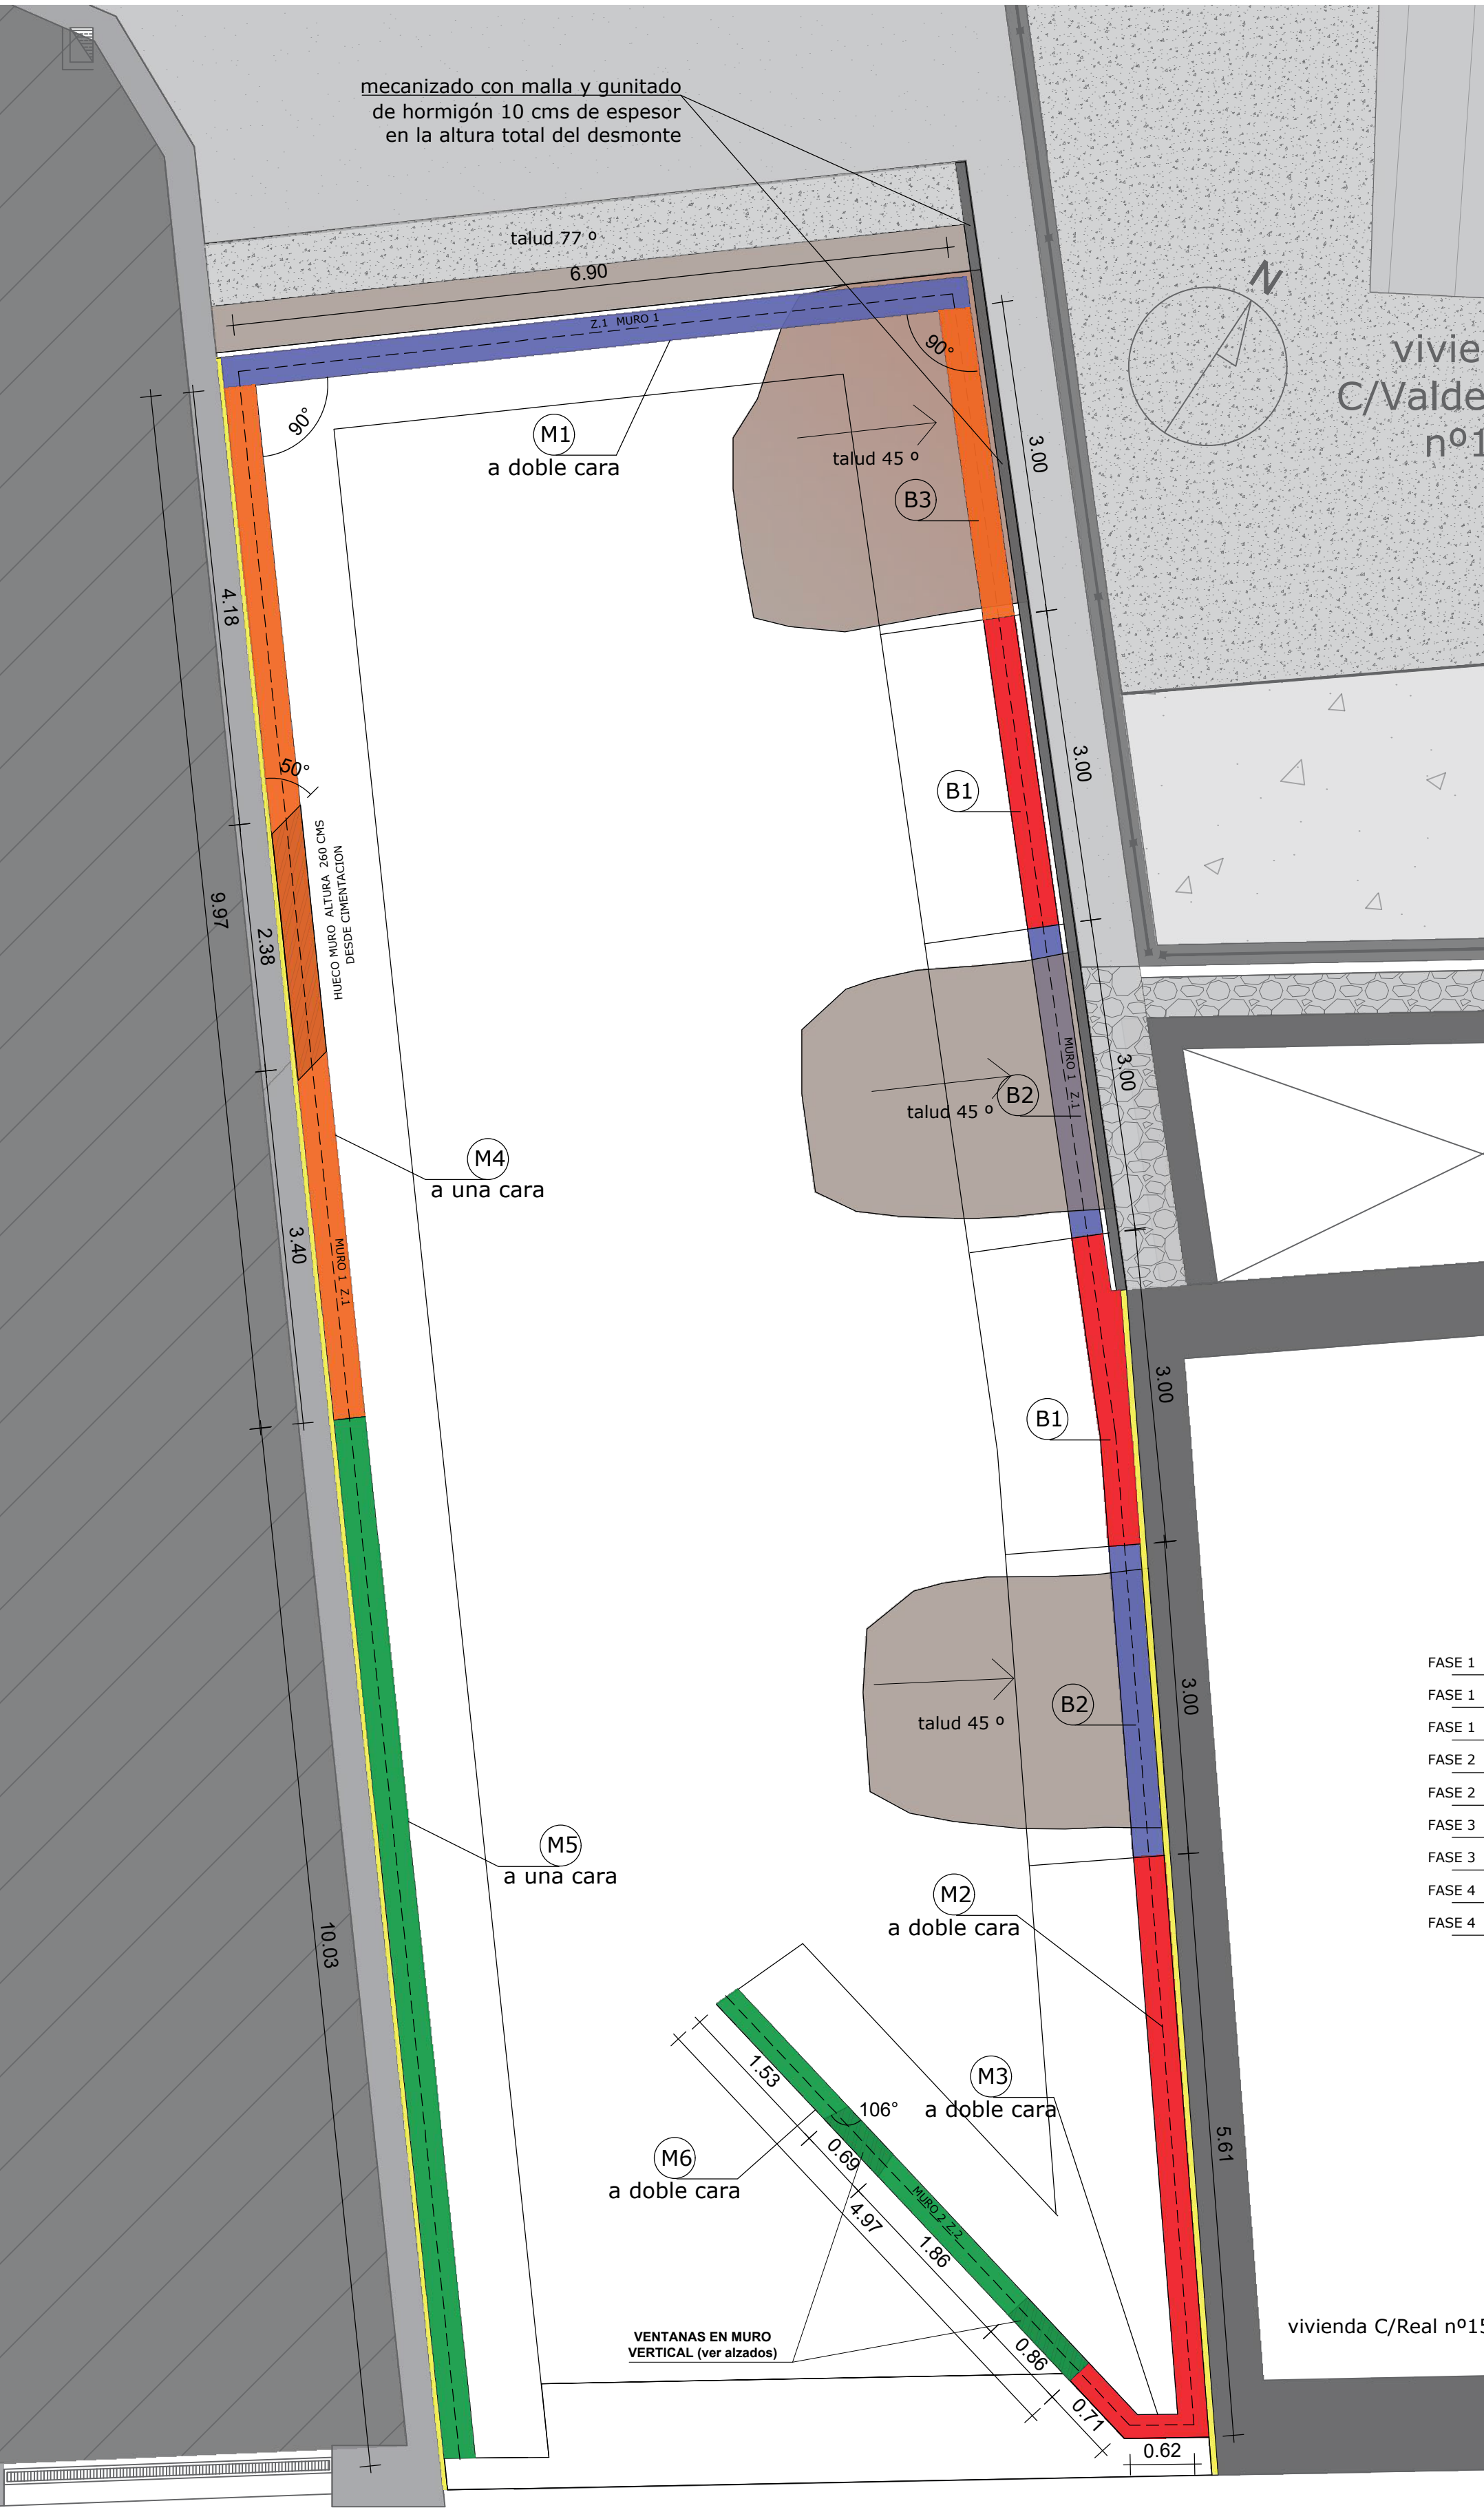 mecanizado con malla y gunitado
de hormigón 10 cms de espesor
en la altura total del desmonte
talud 77 º
6.90
Z.1 MURO 1
N
vivie
C/Valde
nº1
90°
90°
M1
a doble cara
3.00
talud 45 º
B3
4.18
3.00
50°
B1
HUECO MURO ALTURA 260 CMS
DESDE CIMENTACION
9.97
2.38
MURO 1 Z.1
3.00
B2
talud 45 º
M4
a una cara
3.40
MURO 1 Z.1
3.00
B1
FASE 1
FASE 1
FASE 1
FASE 2
FASE 2
FASE 3
FASE 3
FASE 4
FASE 4
3.00
B2
talud 45 º
M5
a una cara
M2
a doble cara
10.03
1.53
M3
a doble cara
106°
5.61
0.69
M6
a doble cara
4.97
MURO 2 Z.2
1.86
VENTANAS EN MURO
VERTICAL (ver alzados)
vivienda C/Real nº15
0.86
0.71
0.62